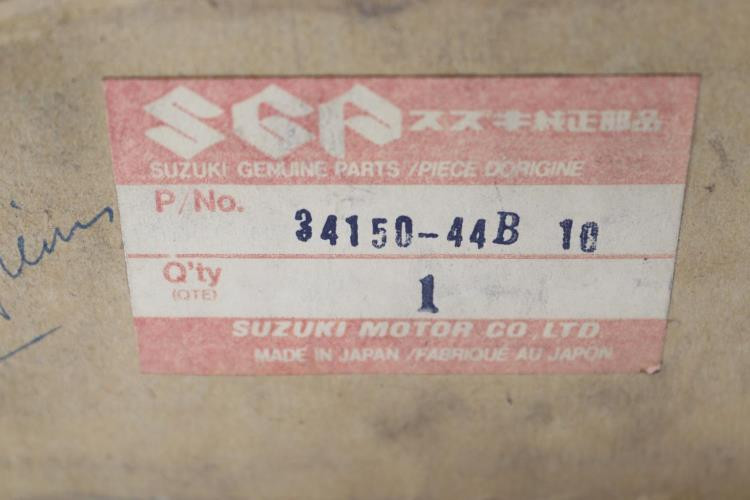 SGP スズキ純正部品
SUZUKI GENUINE PARTS /PIECE D'ORIGINE
P/No. 34150-44B 10
Q'ty 1
(QTE)
SUZUKI MOTOR CO.,LTD.
MADE IN JAPAN /FABRIQUÉ AU JAPON